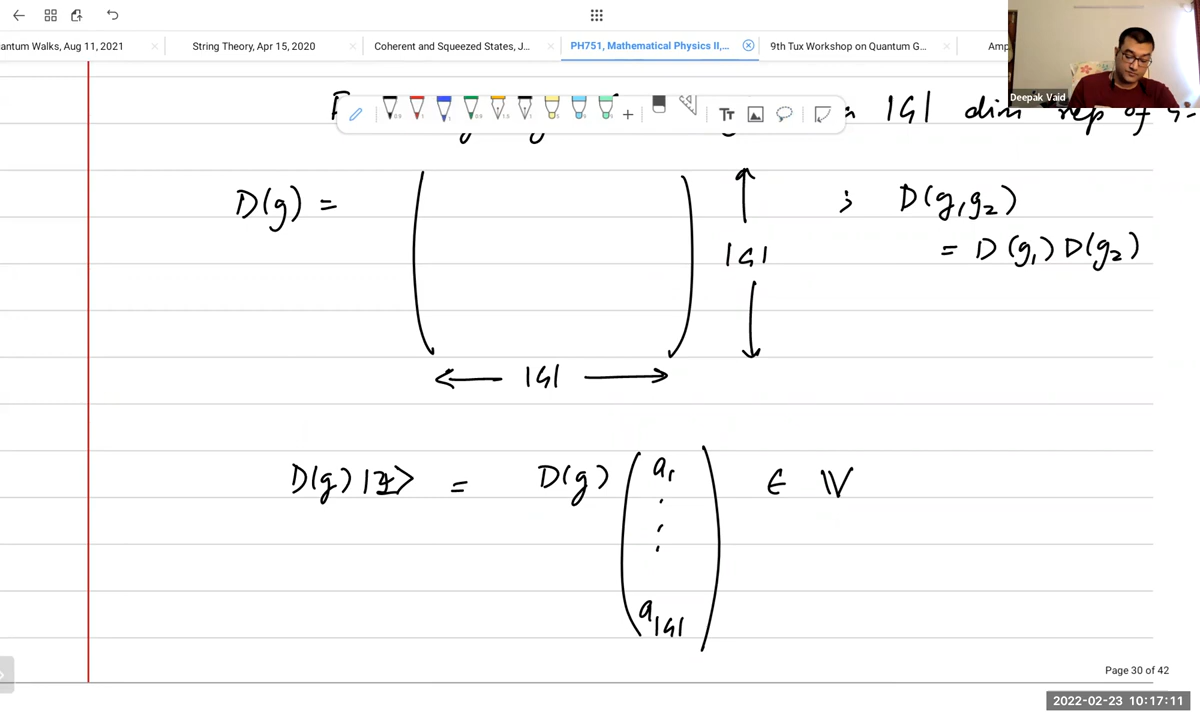 antum Walks, Aug 11, 2021 String Theory, Apr 15, 2020 Coherent and Squeezed States, J... PH751, Mathematical Physics II,... 9th Tux Workshop on Quantum G... Amp
Deepak Vaid
|G| dim rep of G
D(g) = ( ) ↑ |G| ↓ ; D(g₁g₂)
= D(g₁) D(g₂)
← |G| →
D(g) |Ψ> = D(g) ( a₁ ⋮ a|G| ) ∈ V
Page 30 of 42
2022-02-23 10:17:11